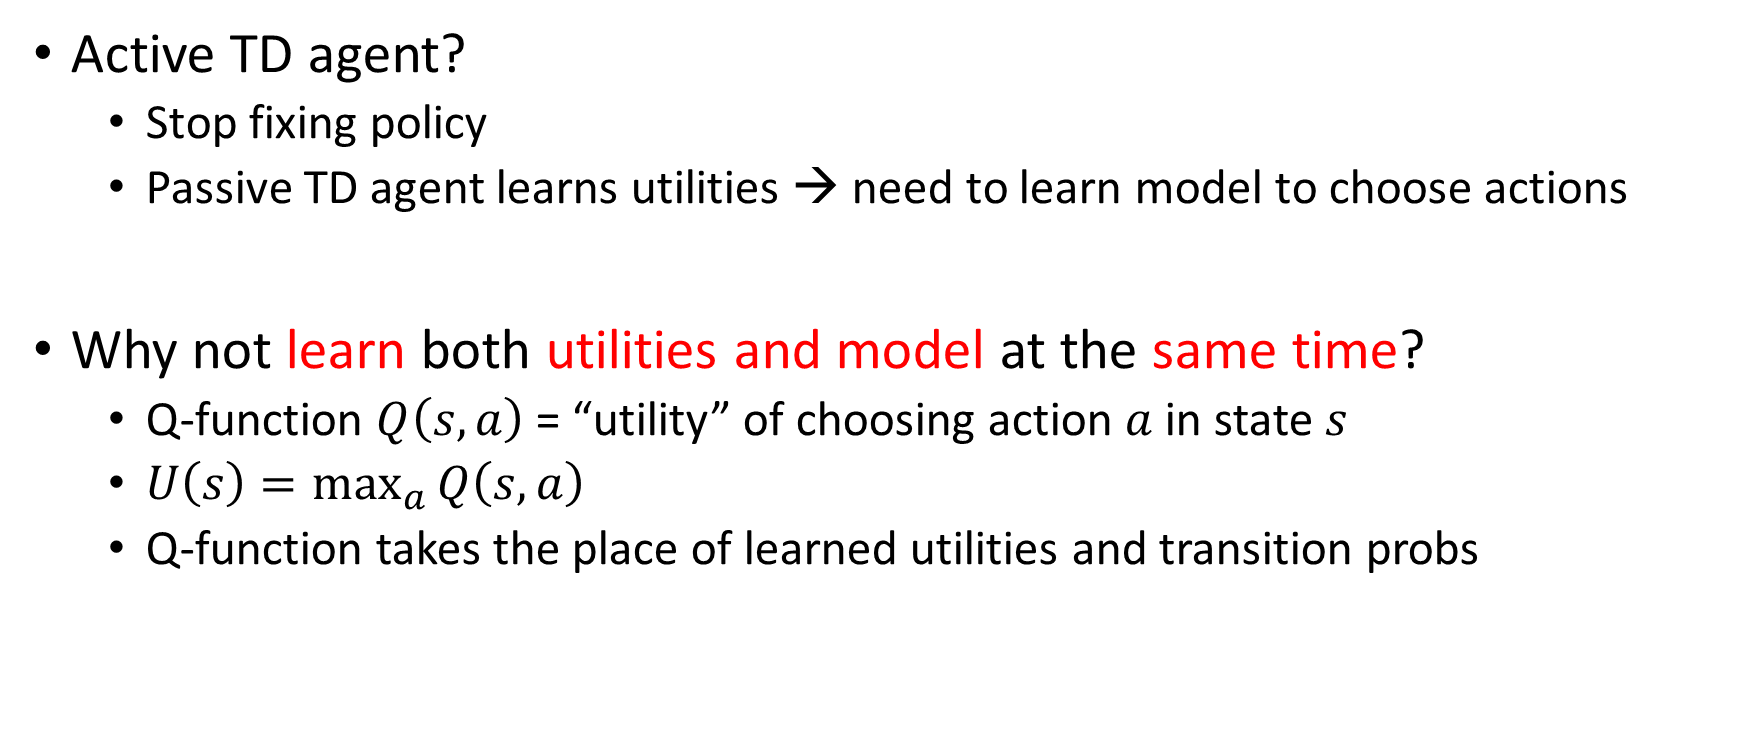 • Active TD agent?
• Stop fixing policy
• Passive TD agent learns utilities → need to learn model to choose actions
• Why not learn both utilities and model at the same time?
• Q-function 𝑄(𝑠, 𝑎) = “utility” of choosing action 𝑎 in state 𝑠
• 𝑈(𝑠) = maxₐ 𝑄(𝑠, 𝑎)
• Q-function takes the place of learned utilities and transition probs